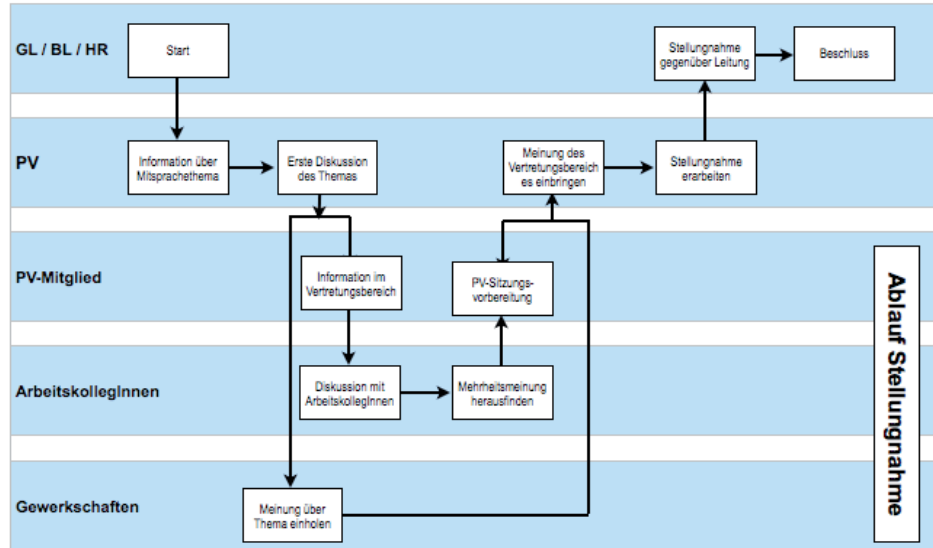 GL / BL / HR
Start
Stellungnahme
gegenüber Leitung
Beschluss
PV
Information über
Mitsprachethema
Erste Diskussion
des Themas
Meinung des
Vertretungsbereich
es einbringen
Stellungnahme
erarbeiten
PV-Mitglied
Information im
Vertretungsbereich
PV-Sitzungs-
vorbereitung
ArbeitskollegInnen
Diskussion mit
ArbeitskollegInnen
Mehrheitsmeinung
herausfinden
Gewerkschaften
Meinung über
Thema einholen
Ablauf Stellungnahme